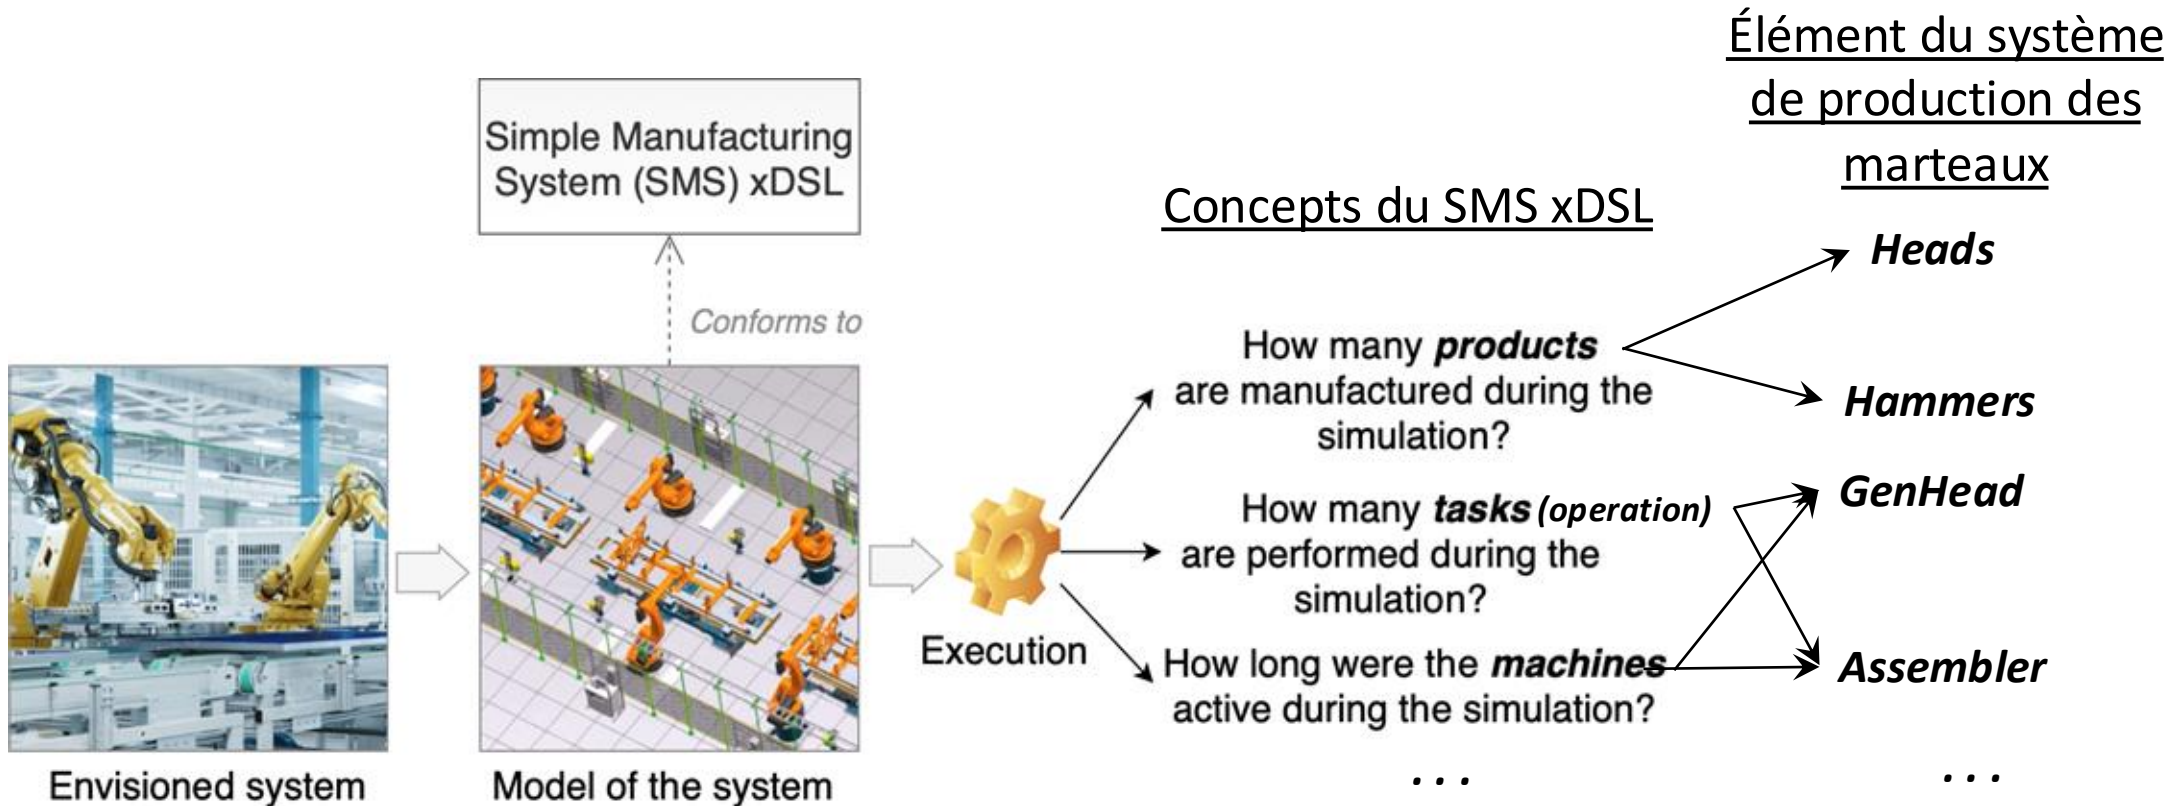 Élément du système
de production des
marteaux
Simple Manufacturing
System (SMS) xDSL
Concepts du SMS xDSL
Heads
Conforms to
How many products
are manufactured during the
simulation?
Hammers
How many tasks (operation)
are performed during the
simulation?
GenHead
Execution
How long were the machines
active during the simulation?
Assembler
Envisioned system
Model of the system
. . .
. . .